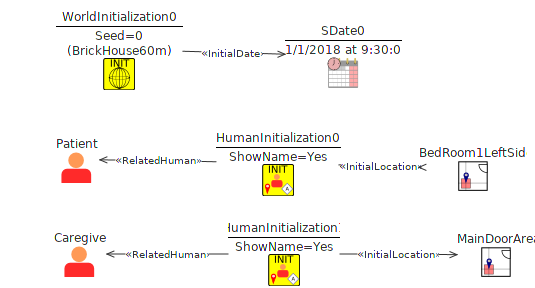 WorldInitialization0
Seed=0
(BrickHouse60m)
INIT
«InitialDate»
SDate0
1/1/2018 at 9:30:0
Patient
«RelatedHuman»
HumanInitialization0
ShowName=Yes
INIT
A
«InitialLocation»
BedRoom1LeftSid
Caregive
«RelatedHuman»
HumanInitialization
ShowName=Yes
INIT
A
«InitialLocation»
MainDoorArea